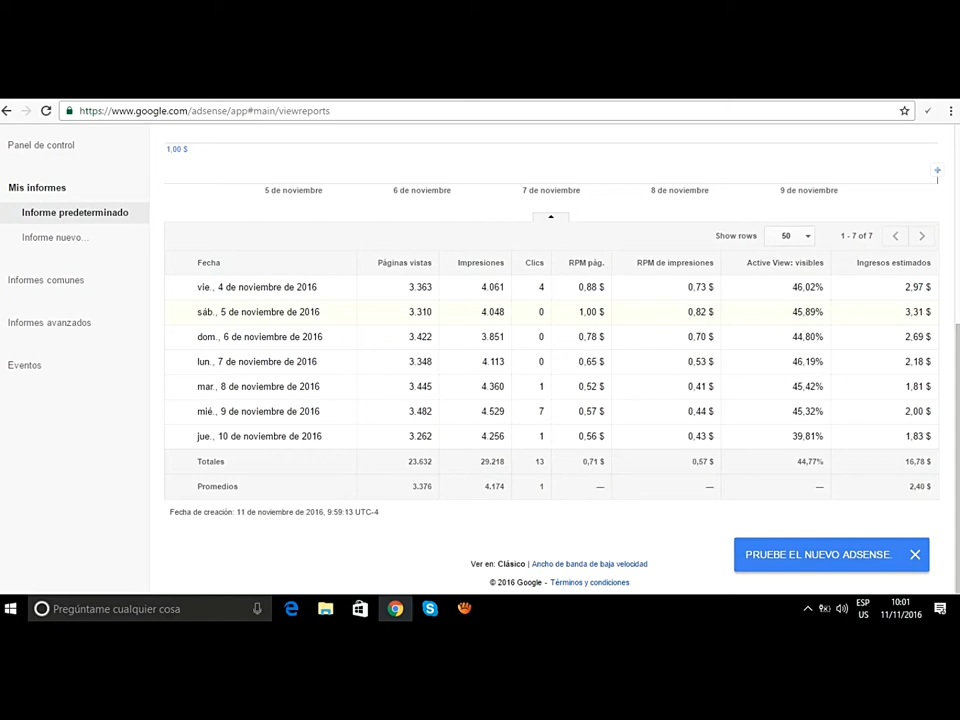 https://www.google.com/adsense/app#main/viewreports
Panel de control
Mis informes
Informe predeterminado
Informe nuevo...
Informes comunes
Informes avanzados
Eventos
1,00 $
5 de noviembre 6 de noviembre 7 de noviembre 8 de noviembre 9 de noviembre
Show rows 50 1 - 7 of 7
Fecha Páginas vistas Impresiones Clics RPM pág. RPM de impresiones Active View: visibles Ingresos estimados
vie., 4 de noviembre de 2016 3.363 4.061 4 0,88 $ 0,73 $ 46,02% 2,97 $
sáb., 5 de noviembre de 2016 3.310 4.048 0 1,00 $ 0,82 $ 45,89% 3,31 $
dom., 6 de noviembre de 2016 3.422 3.851 0 0,78 $ 0,70 $ 44,80% 2,69 $
lun., 7 de noviembre de 2016 3.348 4.113 0 0,65 $ 0,53 $ 46,19% 2,18 $
mar., 8 de noviembre de 2016 3.445 4.360 1 0,52 $ 0,41 $ 45,42% 1,81 $
mié., 9 de noviembre de 2016 3.482 4.529 7 0,57 $ 0,44 $ 45,32% 2,00 $
jue., 10 de noviembre de 2016 3.262 4.256 1 0,56 $ 0,43 $ 39,81% 1,83 $
Totales 23.632 29.218 13 0,71 $ 0,57 $ 44,77% 16,78 $
Promedios 3.376 4.174 1 — — — 2,40 $
Fecha de creación: 11 de noviembre de 2016, 9:59:13 UTC-4
PRUEBE EL NUEVO ADSENSE.
Ver en: Clásico | Ancho de banda de baja velocidad
© 2016 Google - Términos y condiciones
Pregúntame cualquier cosa
ESP
US
10:01
11/11/2016